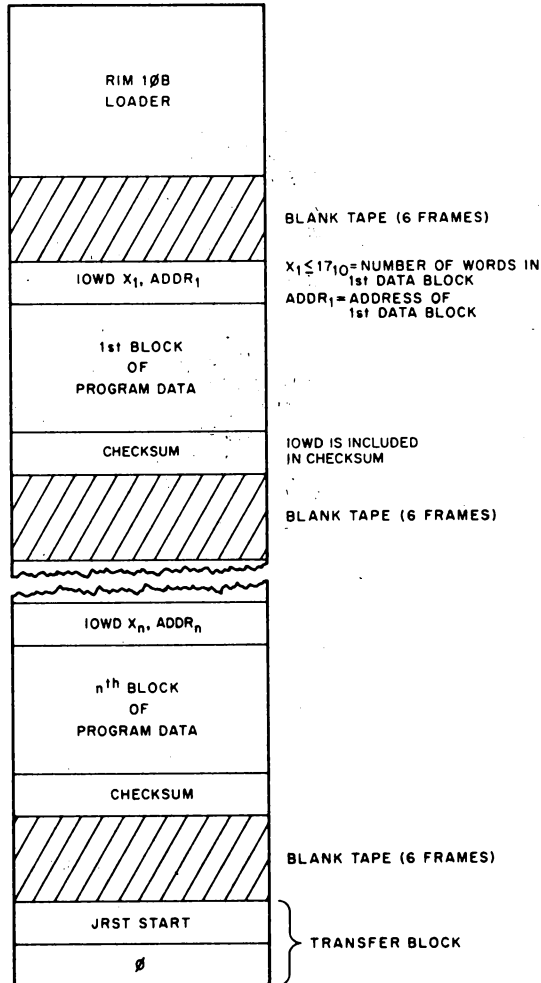 RIM 1ØB
LOADER
BLANK TAPE (6 FRAMES)
IOWD X₁, ADDR₁
X₁ ≤ 17₁₀ = NUMBER OF WORDS IN
1st DATA BLOCK
ADDR₁ = ADDRESS OF
1st DATA BLOCK
1st BLOCK
OF
PROGRAM DATA
CHECKSUM
IOWD IS INCLUDED
IN CHECKSUM
BLANK TAPE (6 FRAMES)
IOWD Xₙ, ADDRₙ
nᵗʰ BLOCK
OF
PROGRAM DATA
CHECKSUM
BLANK TAPE (6 FRAMES)
JRST START
TRANSFER BLOCK
Ø